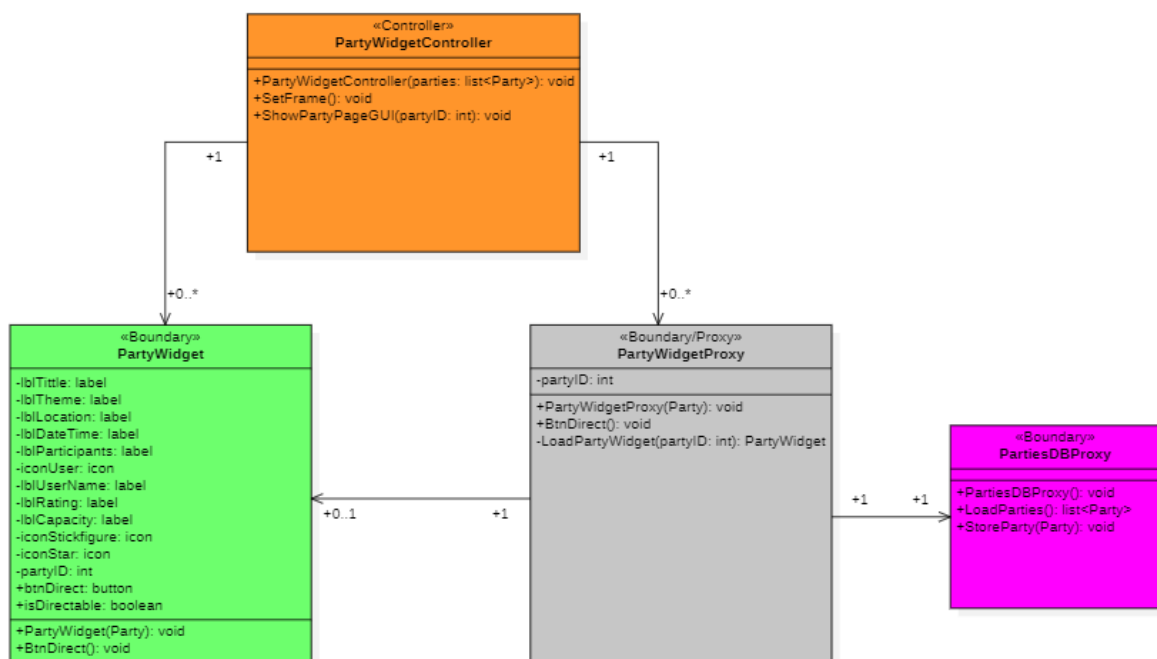 «Controller»
PartyWidgetController
+PartyWidgetController(parties: list<Party>): void
+SetFrame(): void
+ShowPartyPageGUI(partyID: int): void
+1
+1
+0..*
+0..*
«Boundary»
PartyWidget
-lblTittle: label
-lblTheme: label
-lblLocation: label
-lblDateTime: label
-lblParticipants: label
-iconUser: icon
-lblUserName: label
-lblRating: label
-lblCapacity: label
-iconStickfigure: icon
-iconStar: icon
-partyID: int
+btnDirect: button
+isDirectable: boolean
+PartyWidget(Party): void
+BtnDirect(): void
«Boundary/Proxy»
PartyWidgetProxy
-partyID: int
+PartyWidgetProxy(Party): void
+BtnDirect(): void
-LoadPartyWidget(partyID: int): PartyWidget
+0..1
+1
+1
+1
«Boundary»
PartiesDBProxy
+PartiesDBProxy(): void
+LoadParties(): list<Party>
+StoreParty(Party): void